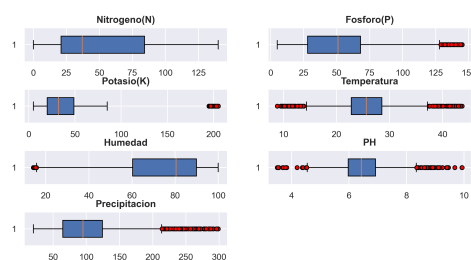 Nitrogeno(N)
1
0 25 50 75 100 125
Fosforo(P)
1
0 25 50 75 100 125
Potasio(K)
1
0 50 100 150 200
Temperatura
1
10 20 30 40
Humedad
1
20 40 60 80 100
PH
1
4 6 8 10
Precipitacion
1
50 100 150 200 250 300